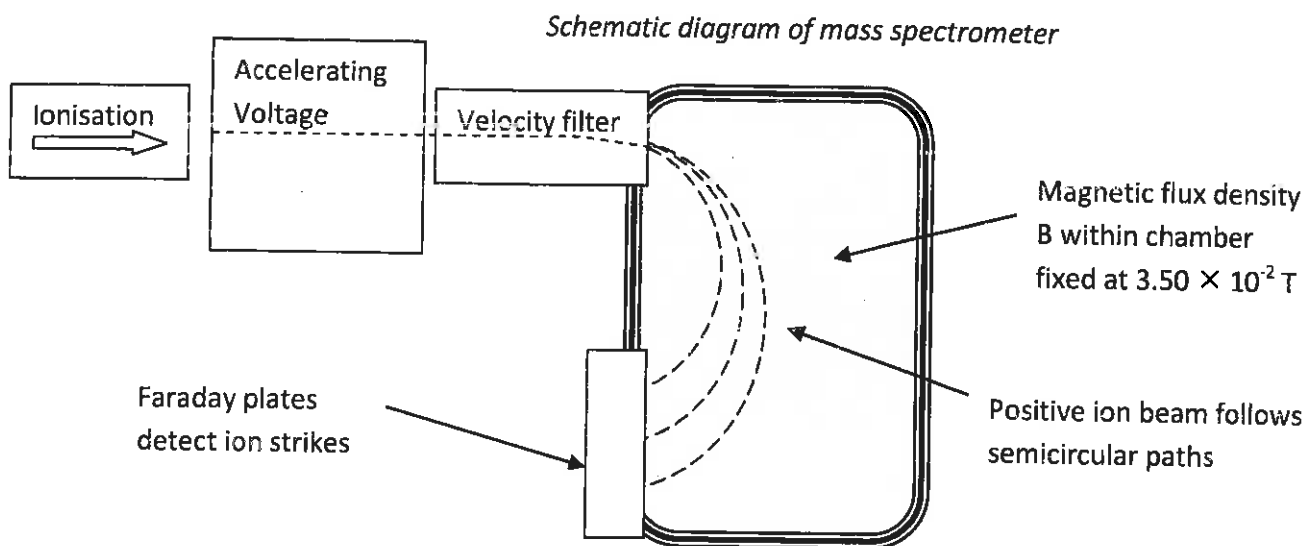 Schematic diagram of mass spectrometer
Ionisation
Accelerating
Voltage
Velocity filter
Magnetic flux density
B within chamber
fixed at 3.50 × 10⁻² T
Faraday plates
detect ion strikes
Positive ion beam follows
semicircular paths